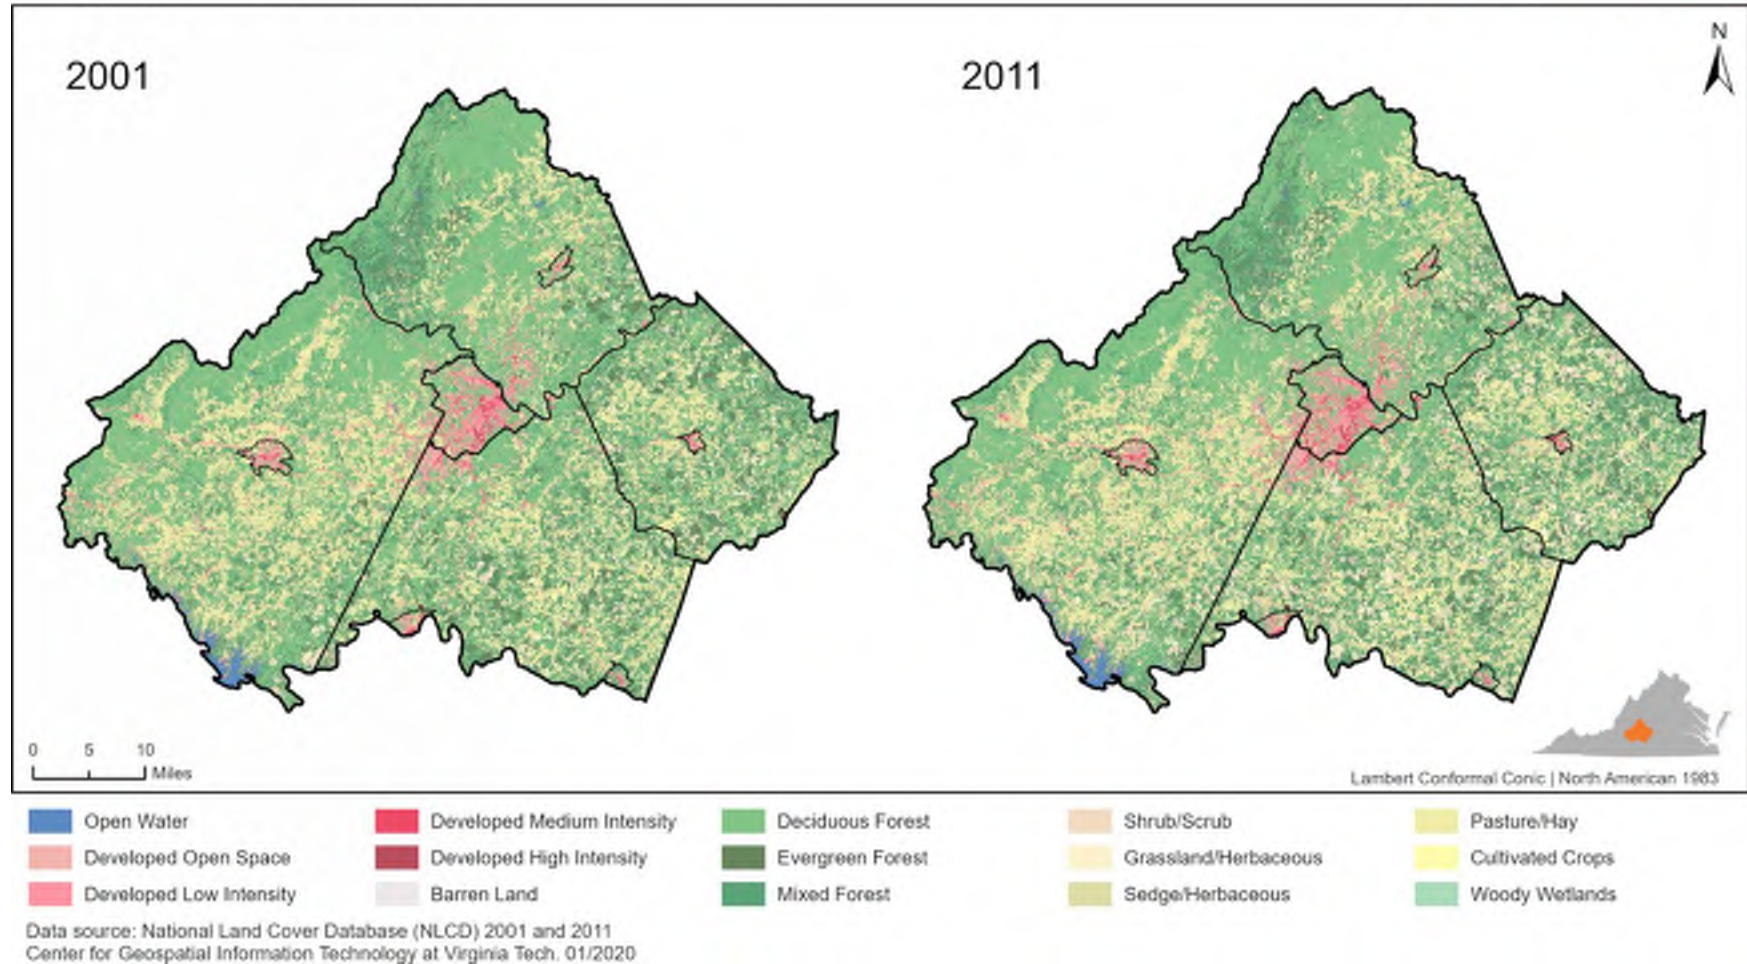 2001
2011
N
0 5 10
Miles
Lambert Conformal Conic | North American 1983
Open Water
Developed Open Space
Developed Low Intensity
Developed Medium Intensity
Developed High Intensity
Barren Land
Deciduous Forest
Evergreen Forest
Mixed Forest
Shrub/Scrub
Grassland/Herbaceous
Sedge/Herbaceous
Pasture/Hay
Cultivated Crops
Woody Wetlands
Data source: National Land Cover Database (NLCD) 2001 and 2011
Center for Geospatial Information Technology at Virginia Tech. 01/2020